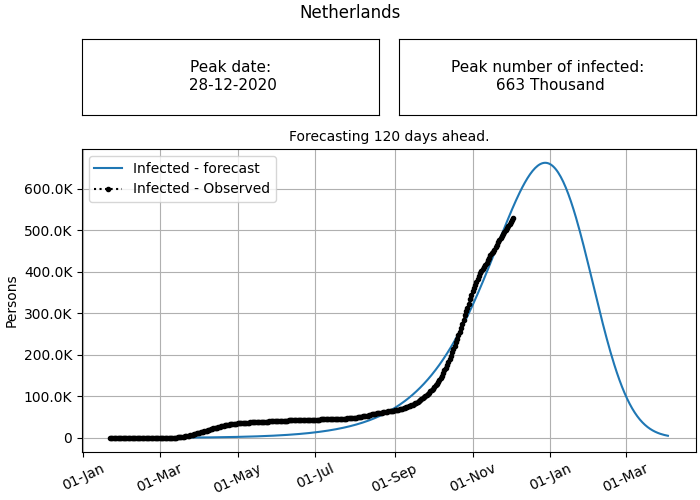 Netherlands
Peak date:
28-12-2020
Peak number of infected:
663 Thousand
Forecasting 120 days ahead.
Infected - forecast
Infected - Observed
600.0K
500.0K
400.0K
300.0K
200.0K
100.0K
0
Persons
01-Jan
01-Mar
01-May
01-Jul
01-Sep
01-Nov
01-Jan
01-Mar